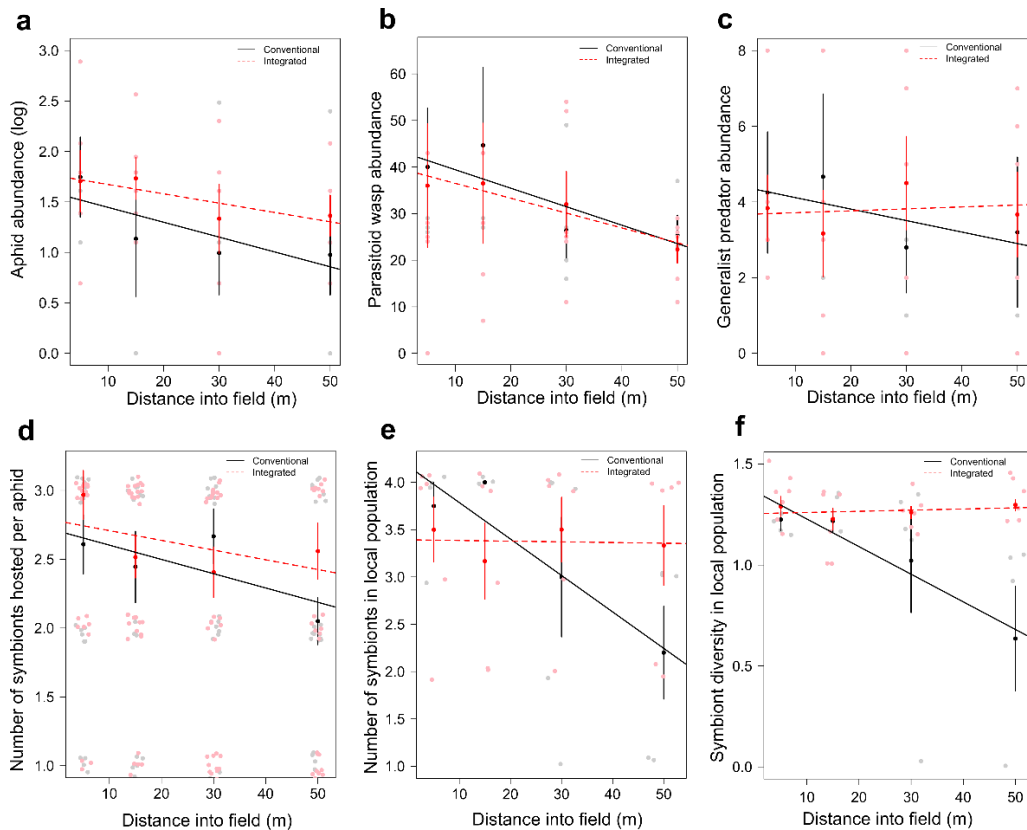 a
Aphid abundance (log)
3.0
2.5
2.0
1.5
1.0
0.5
0.0
Conventional
Integrated
10 20 30 40 50
Distance into field (m)
b
Parasitoid wasp abundance
60
50
40
30
20
10
0
Conventional
Integrated
10 20 30 40 50
Distance into field (m)
c
Generalist predator abundance
8
6
4
2
0
Conventional
Integrated
10 20 30 40 50
Distance into field (m)
d
Number of symbionts hosted per aphid
3.0
2.5
2.0
1.5
1.0
Conventional
Integrated
10 20 30 40 50
Distance into field (m)
e
Number of symbionts in local population
4.0
3.5
3.0
2.5
2.0
1.5
1.0
Conventional
Integrated
10 20 30 40 50
Distance into field (m)
f
Symbiont diversity in local population
1.5
1.0
0.5
0.0
Conventional
Integrated
10 20 30 40 50
Distance into field (m)